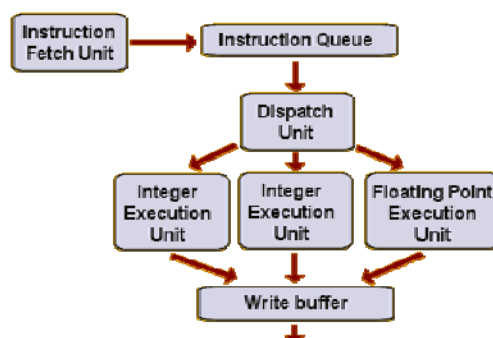 Instruction
Fetch Unit
Instruction Queue
Dispatch
Unit
Integer
Execution
Unit
Integer
Execution
Unit
Floating Point
Execution
Unit
Write buffer